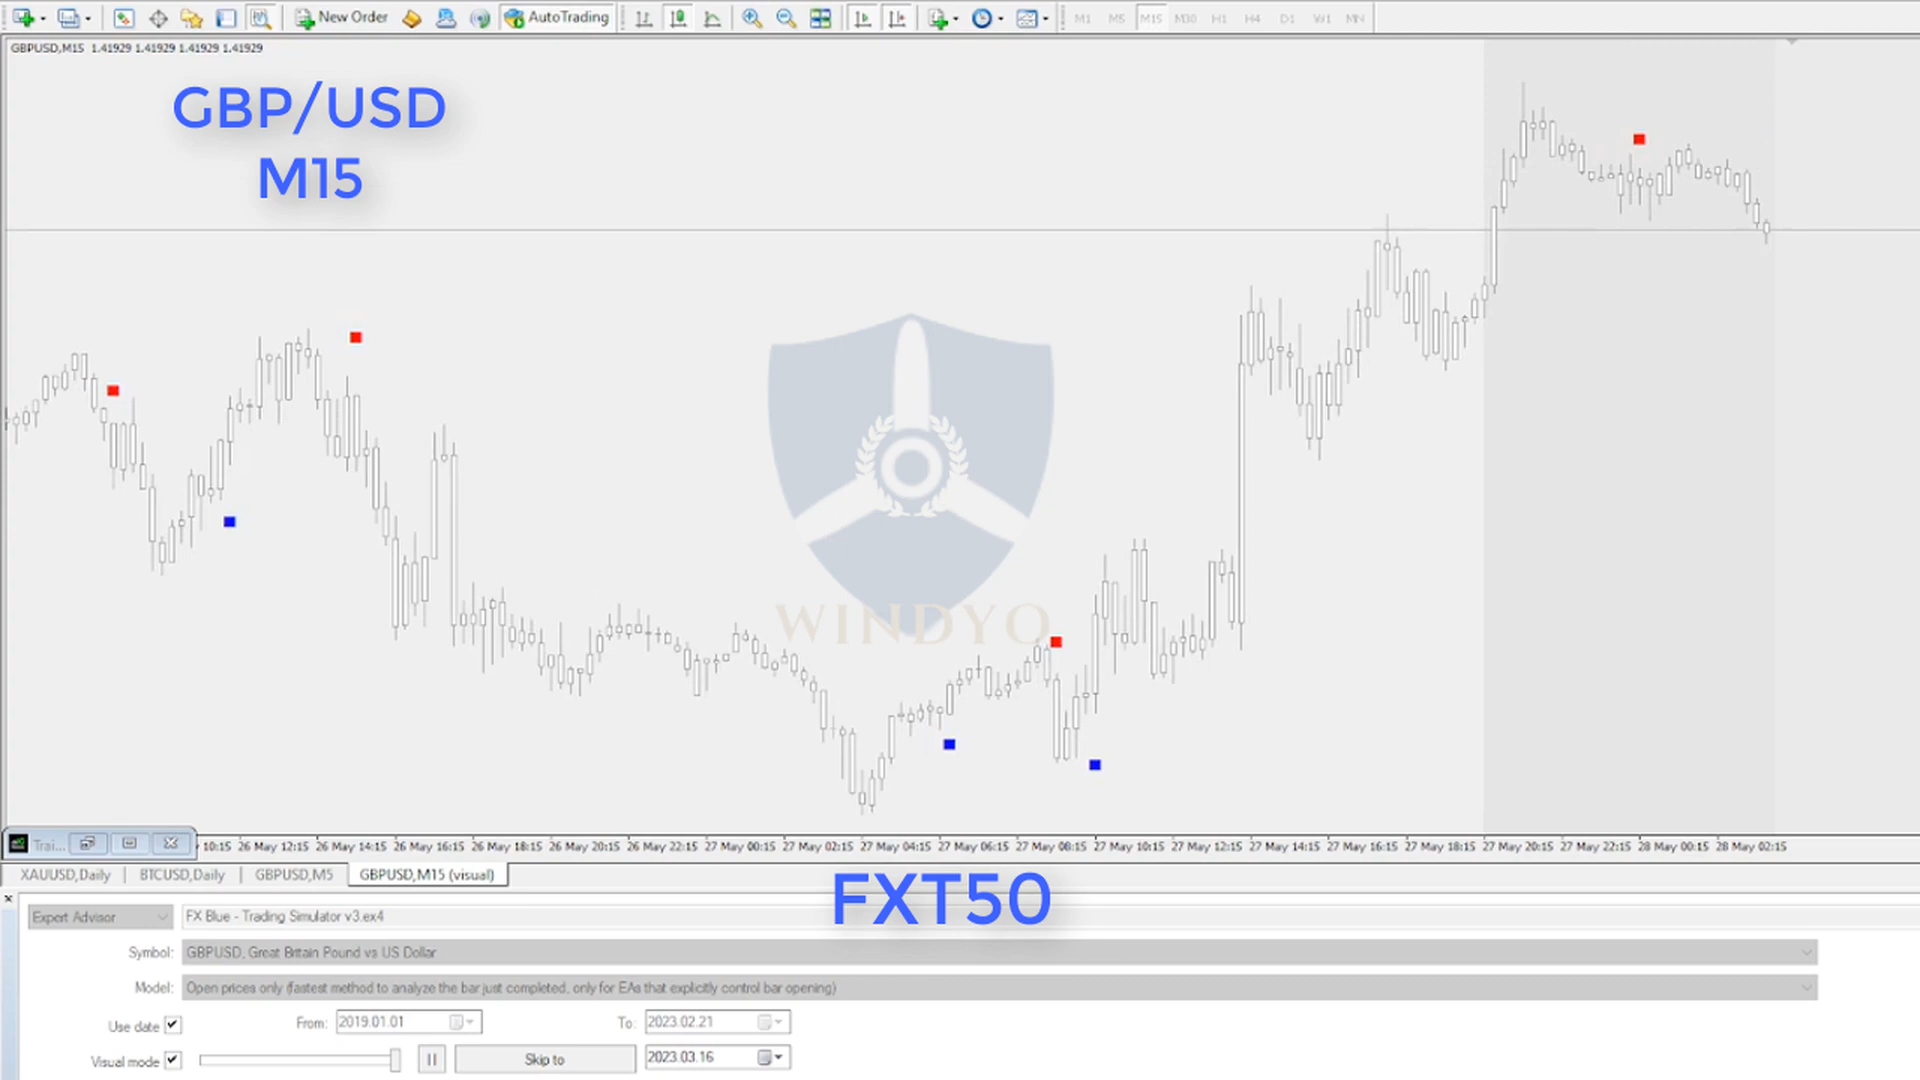 New Order
AutoTrading
M1 M5 M15 M30 H1 H4 D1 W1 MN
GBPUSD,M15 1.41929 1.41929 1.41929 1.41929
GBP/USD
M15
WINDYO
Trai...
10:15 26 May 12:15 26 May 14:15 26 May 16:15 26 May 18:15 26 May 20:15 26 May 22:15 27 May 00:15 27 May 02:15 27 May 04:15 27 May 06:15 27 May 08:15 27 May 10:15 27 May 12:15 27 May 14:15 27 May 16:15 27 May 18:15 27 May 20:15 27 May 22:15 28 May 00:15 28 May 02:15
XAUUSD,Daily BTCUSD,Daily GBPUSD,M5 GBPUSD,M15 (visual)
FXT50
Expert Advisor FX Blue - Trading Simulator v3.ex4
Symbol: GBPUSD, Great Britain Pound vs US Dollar
Model: Open prices only (fastest method to analyze the bar just completed, only for EAs that explicitly control bar opening)
Use date From: 2019.01.01 To: 2023.02.21
Visual mode Skip to 2023.03.16